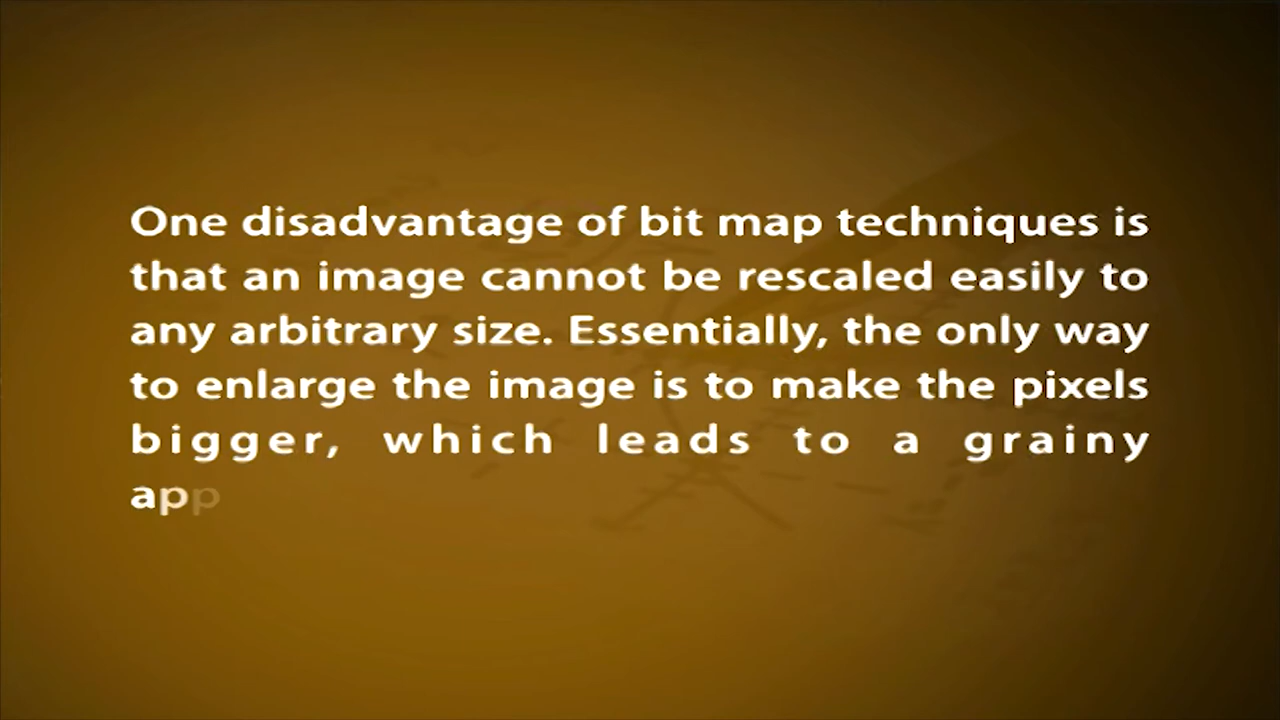 One disadvantage of bit map techniques is
that an image cannot be rescaled easily to
any arbitrary size. Essentially, the only way
to enlarge the image is to make the pixels
bigger, which leads to a grainy
app